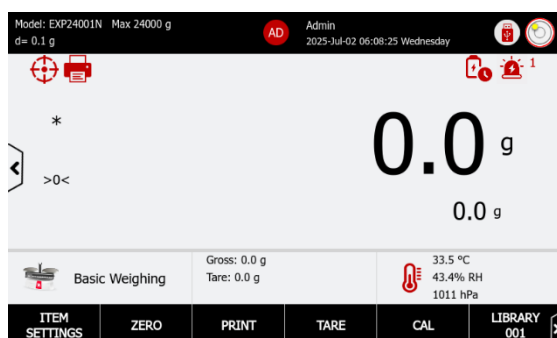 Model: EXP24001N Max 24000 g
d= 0.1 g
AD
Admin
2025-Jul-02 06:08:25 Wednesday
1
*
0.0 g
>0<
0.0 g
Basic Weighing
Gross: 0.0 g
Tare: 0.0 g
33.5 °C
43.4% RH
1011 hPa
ITEM
SETTINGS
ZERO
PRINT
TARE
CAL
LIBRARY
001